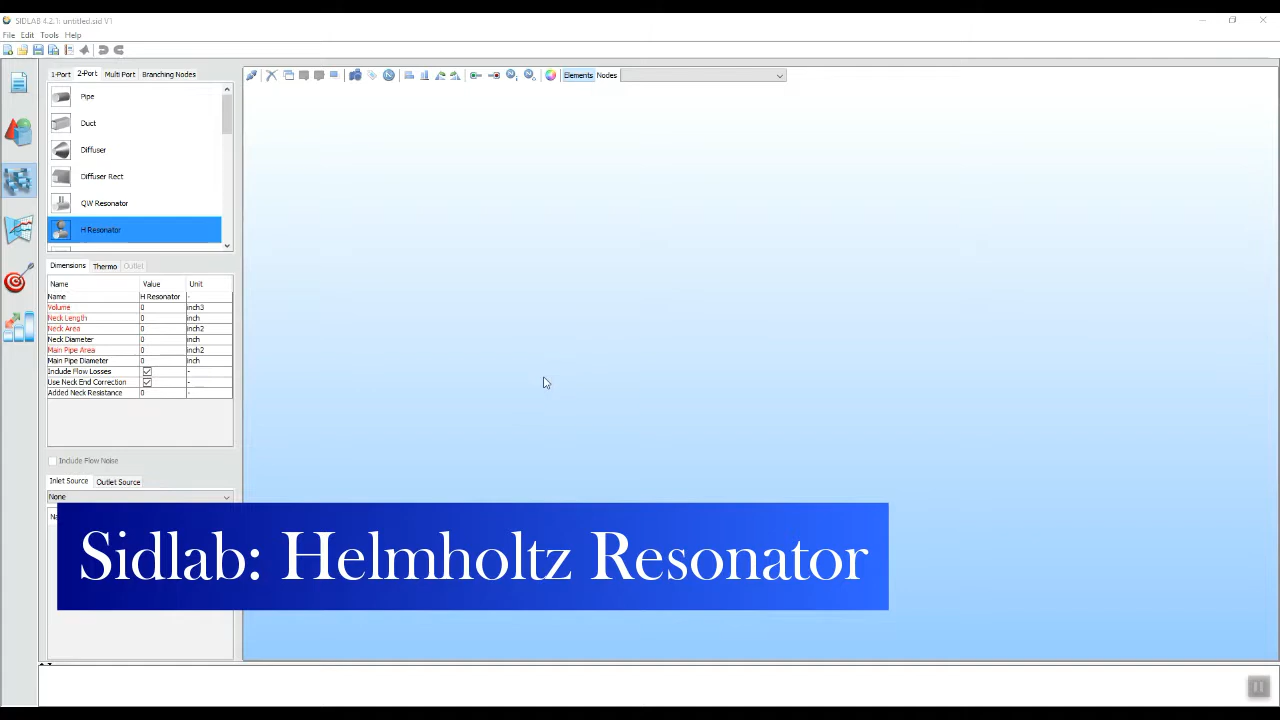 SIDLAB 4.2.1: untitled.sid V1
File Edit Tools Help
1-Port 2-Port Multi Port Branching Nodes
Elements Nodes
Pipe
Duct
Diffuser
Diffuser Rect
QW Resonator
H Resonator
Dimensions Thermo Outlet
Name Value Unit
Name H Resonator -
Volume 0 inch3
Neck Length 0 inch
Neck Area 0 inch2
Neck Diameter 0 inch
Main Pipe Area 0 inch2
Main Pipe Diameter 0 inch
Include Flow Losses -
Use Neck End Correction -
Added Neck Resistance 0 -
Include Flow Noise
Inlet Source Outlet Source
None
Sidlab: Helmholtz Resonator